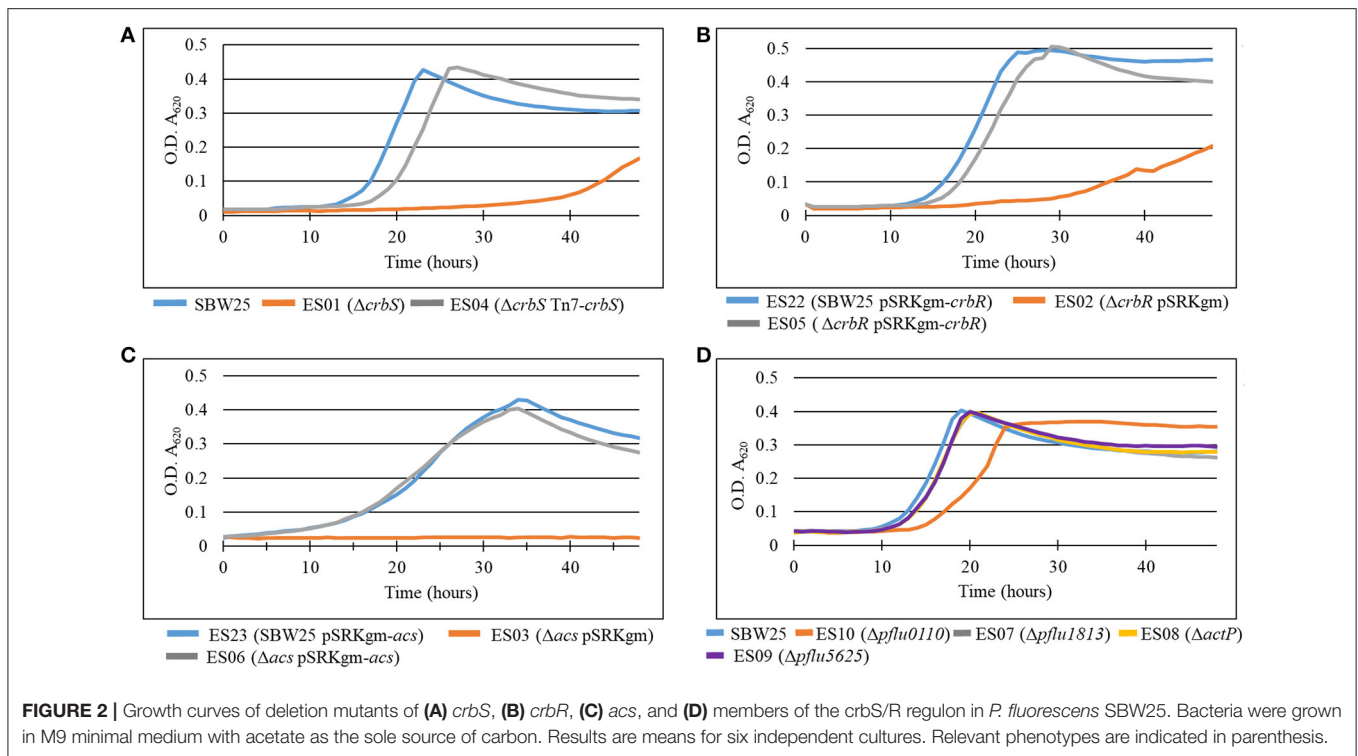 A
0.5
0.4
0.3
0.2
0.1
0
O.D. A620
0 10 20 30 40
Time (hours)
SBW25 ES01 (ΔcrbS) ES04 (ΔcrbS Tn7-crbS)
B
0.5
0.4
0.3
0.2
0.1
0
O.D. A620
0 10 20 30 40
Time (hours)
ES22 (SBW25 pSRKgm-crbR) ES02 (ΔcrbR pSRKgm)
ES05 ( ΔcrbR pSRKgm-crbR)
C
0.5
0.4
0.3
0.2
0.1
0
O.D. A620
0 10 20 30 40
Time (hours)
ES23 (SBW25 pSRKgm-acs) ES03 (Δacs pSRKgm)
ES06 (Δacs pSRKgm-acs)
D
0.5
0.4
0.3
0.2
0.1
0
O.D. A620
0 10 20 30 40
Time (hours)
SBW25 ES10 (Δpflu0110) ES07 (Δpflu1813) ES08 (ΔactP)
ES09 (Δpflu5625)
FIGURE 2 | Growth curves of deletion mutants of (A) crbS, (B) crbR, (C) acs, and (D) members of the crbS/R regulon in P. fluorescens SBW25. Bacteria were grown
in M9 minimal medium with acetate as the sole source of carbon. Results are means for six independent cultures. Relevant phenotypes are indicated in parenthesis.